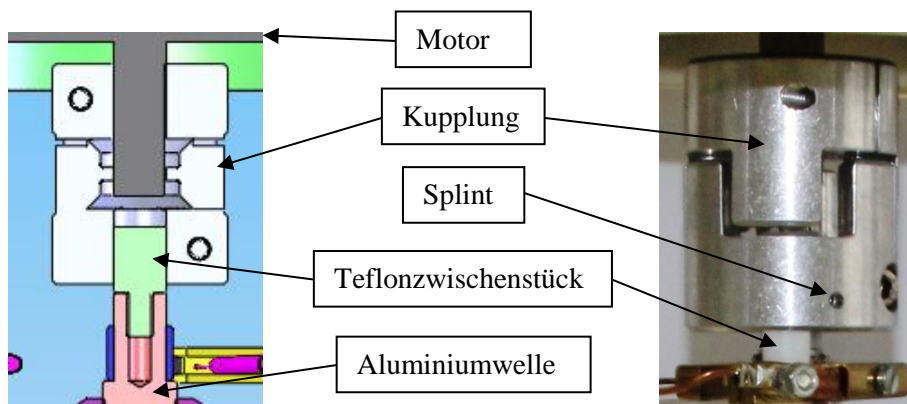 Motor
Kupplung
Splint
Teflonzwischenstück
Aluminiumwelle